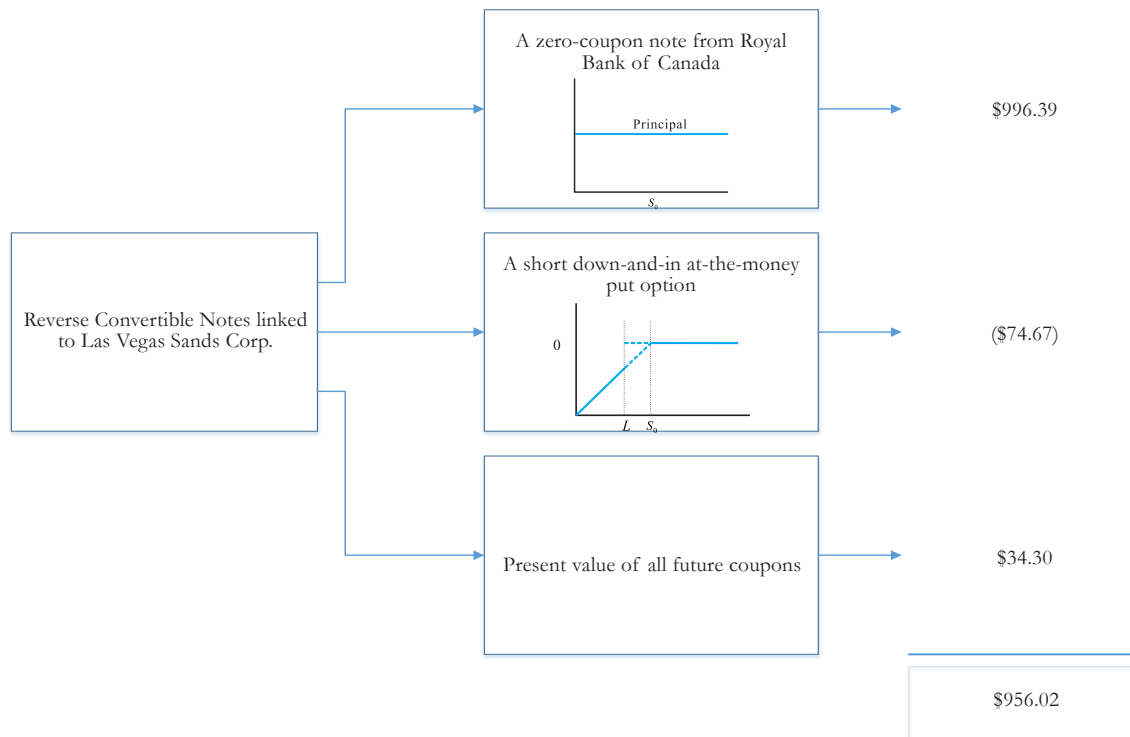 A zero-coupon note from Royal
Bank of Canada
Principal
S0
$996.39
Reverse Convertible Notes linked
to Las Vegas Sands Corp.
A short down-and-in at-the-money
put option
0
L
S0
($74.67)
Present value of all future coupons
$34.30
$956.02